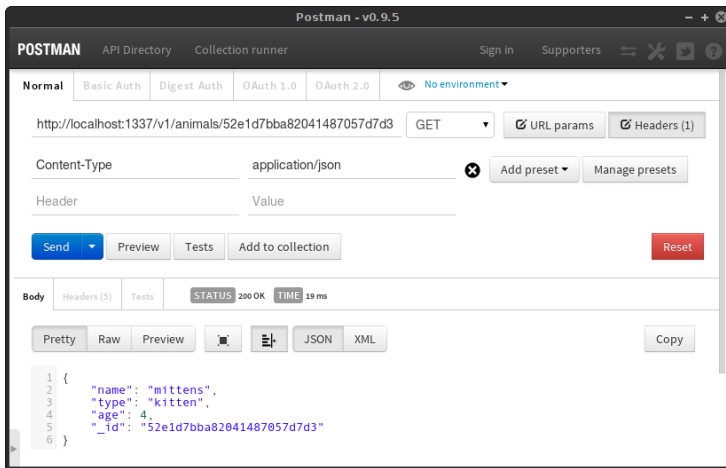 Postman - v0.9.5
POSTMAN API Directory Collection runner Sign in Supporters
Normal Basic Auth Digest Auth OAuth 1.0 OAuth 2.0 No environment
http://localhost:1337/v1/animals/52e1d7bba82041487057d7d3 GET URL params Headers (1)
Content-Type application/json Add preset Manage presets
Header Value
Send Preview Tests Add to collection Reset
Body Headers (5) Tests STATUS 200 OK TIME 19 ms
Pretty Raw Preview JSON XML Copy
1 {
2 "name": "mittens",
3 "type": "kitten",
4 "age": 4,
5 "_id": "52e1d7bba82041487057d7d3"
6 }